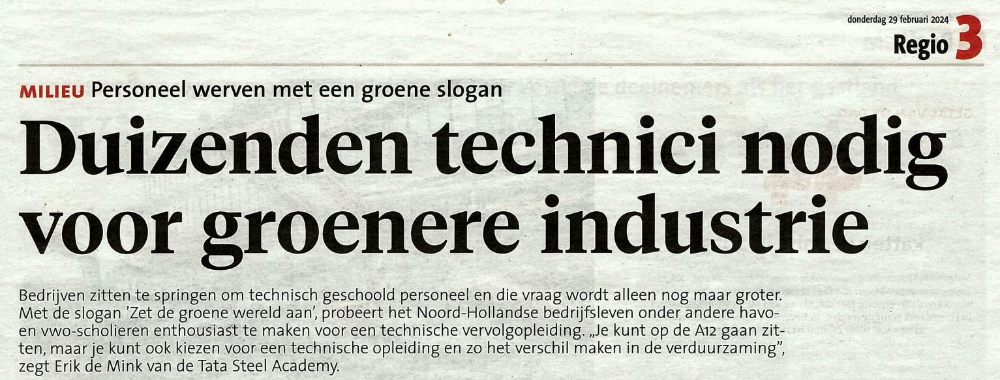 donderdag 29 februari 2024
Regio 3
MILIEU Personeel werven met een groene slogan
Duizenden technici nodig
voor groenere industrie
Bedrijven zitten te springen om technisch geschoold personeel en die vraag wordt alleen nog maar groter.
Met de slogan ’Zet de groene wereld aan’, probeert het Noord-Hollandse bedrijfsleven onder andere havo-
en vwo-scholieren enthousiast te maken voor een technische vervolgopleiding. „Je kunt op de A12 gaan zit-
ten, maar je kunt ook kiezen voor een technische opleiding en zo het verschil maken in de verduurzaming”,
zegt Erik de Mink van de Tata Steel Academy.